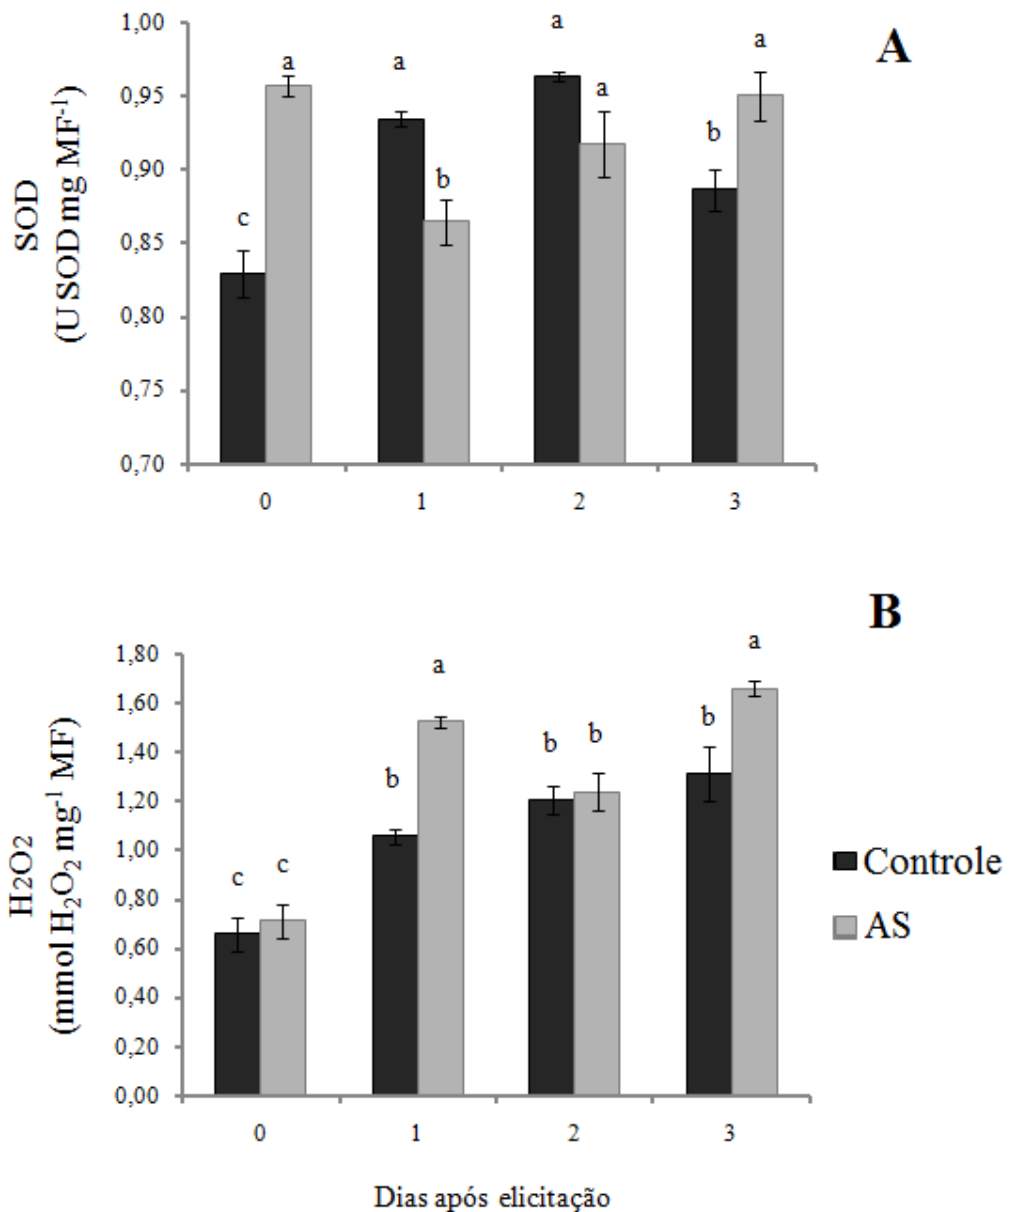 A
SOD
(U SOD mg MF⁻¹)
1,00
0,95
0,90
0,85
0,80
0,75
0,70
c
a
a
b
a
a
b
a
0
1
2
3
B
H2O2
(mmol H₂O₂ mg⁻¹ MF)
1,80
1,60
1,40
1,20
1,00
0,80
0,60
0,40
0,20
0,00
c
c
b
a
b
b
b
a
0
1
2
3
Controle
AS
Dias após elicitação